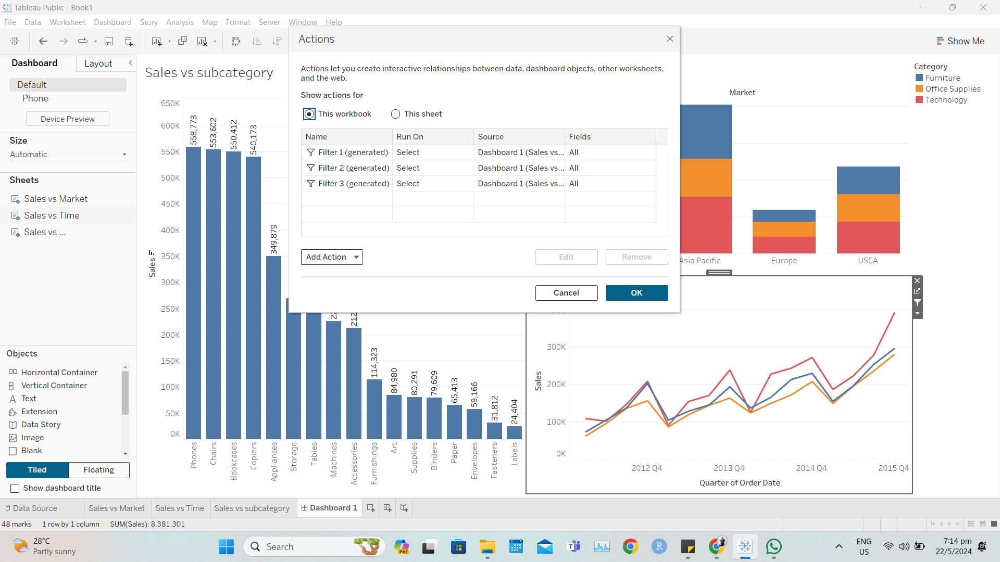 Tableau Public - Book1
File Data Worksheet Dashboard Story Analysis Map Format Server Window Help
Show Me
Dashboard Layout
Default
Phone
Device Preview
Size
Automatic
Sheets
Sales vs Market
Sales vs Time
Sales vs ...
Objects
Horizontal Container
Vertical Container
Text
Extension
Data Story
Image
Blank
Tiled Floating
Show dashboard title
Sales vs subcategory
650K
600K
550K
500K
450K
400K
350K
300K
250K
200K
150K
100K
50K
0K
Sales
558,773
553,602
550,412
540,173
349,879
212
114,323
84,980
80,291
79,609
65,413
58,166
31,812
24,404
Phones
Chairs
Bookcases
Copiers
Appliances
Storage
Tables
Machines
Accessories
Furnishings
Art
Supplies
Binders
Paper
Envelopes
Fasteners
Labels
Actions
Actions let you create interactive relationships between data, dashboard objects, other worksheets,
and the web.
Show actions for
This workbook This sheet
Name Run On Source Fields
Filter 1 (generated) Select Dashboard 1 (Sales vs... All
Filter 2 (generated) Select Dashboard 1 (Sales vs... All
Filter 3 (generated) Select Dashboard 1 (Sales vs... All
Add Action Edit Remove
Cancel OK
Market
Asia Pacific Europe USCA
Category
Furniture
Office Supplies
Technology
300K
200K
100K
0K
Sales
2012 Q4 2013 Q4 2014 Q4 2015 Q4
Quarter of Order Date
Data Source Sales vs Market Sales vs Time Sales vs subcategory Dashboard 1
48 marks 1 row by 1 column SUM(Sales): 8,381,301
28°C
Partly sunny
Search
PRE
R
ENG
US
7:14 pm
22/5/2024